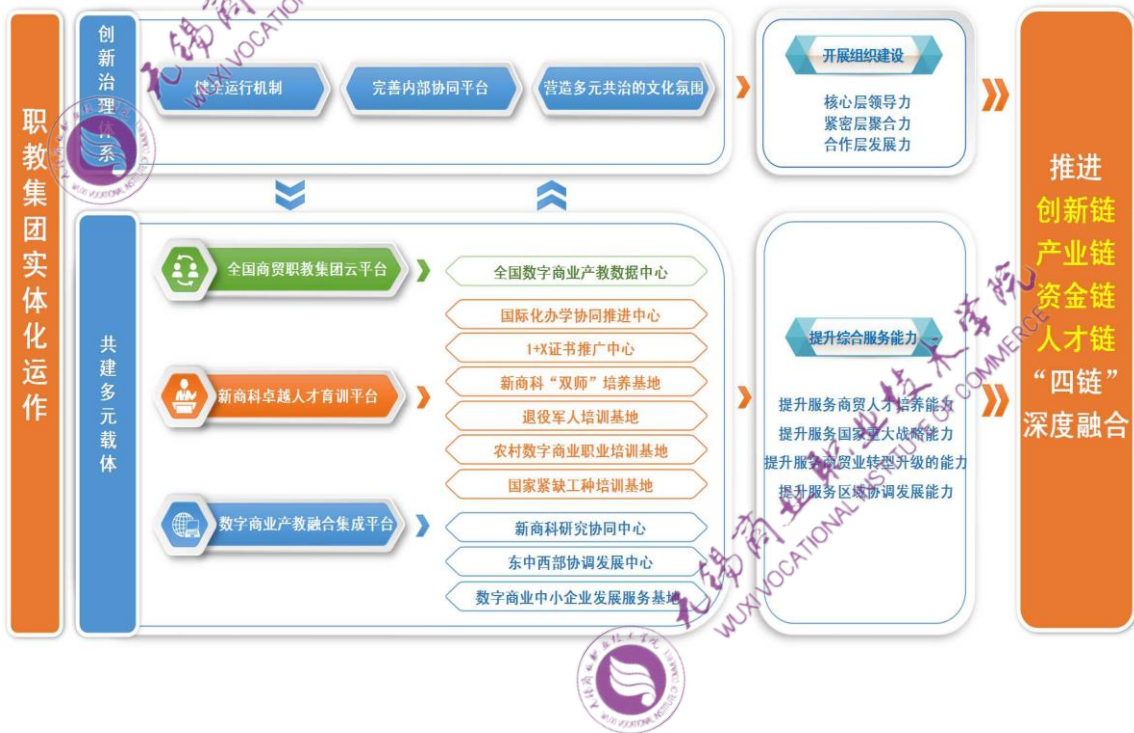 职教集团实体化运作
创新治理体系
健全运行机制
完善内部协同平台
营造多元共治的文化氛围
开展组织建设
核心层领导力
紧密层聚合力
合作层发展力
共建多元载体
全国商贸职教集团云平台
全国数字商业产教数据中心
新商科卓越人才育训平台
国际化办学协同推进中心
1+X证书推广中心
新商科“双师”培养基地
退役军人培训基地
农村数字商业职业培训基地
国家紧缺工种培训基地
数字商业产教融合集成平台
新商科研究协同中心
东中西部协调发展中心
数字商业中小企业发展服务基地
提升综合服务能力
提升服务商贸人才培养能力
提升服务国家重大战略能力
提升服务商贸业转型升级的能力
提升服务区域协调发展能力
推进
创新链
产业链
资金链
人才链
“四链”
深度融合
无锡商业职业技术学院
WUXI VOCATIONAL INSTITUTE OF COMMERCE